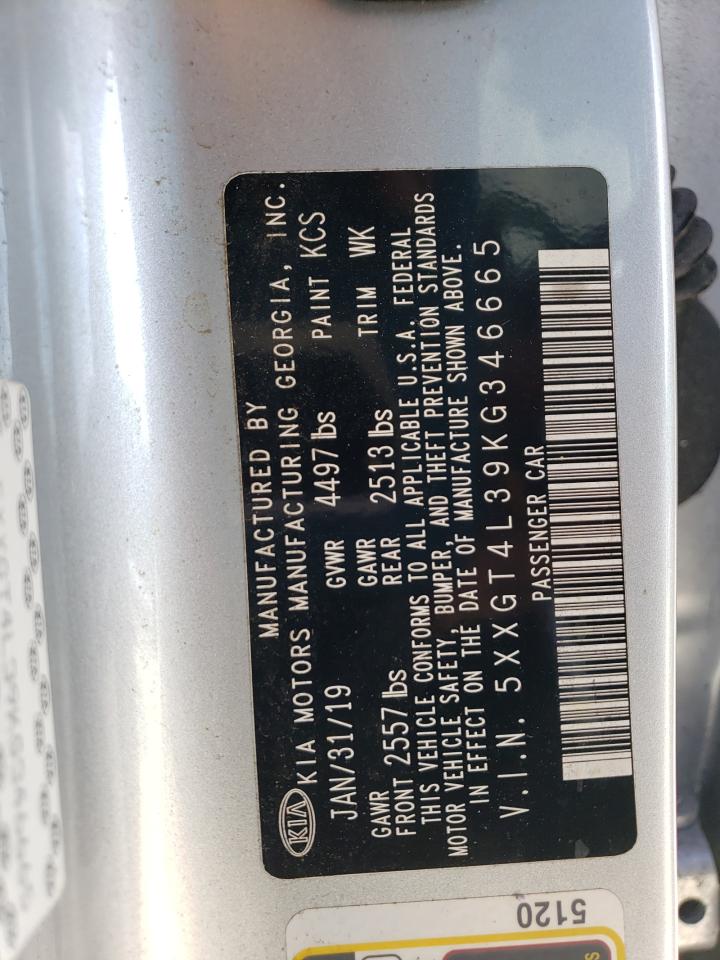 MANUFACTURED BY
KIA KIA MOTORS MANUFACTURING GEORGIA, INC.
JAN/31/19 GVWR 4497 lbs PAINT KCS
GAWR FRONT 2557 lbs GAWR REAR 2513 lbs TRIM WK
THIS VEHICLE CONFORMS TO ALL APPLICABLE U.S.A. FEDERAL
MOTOR VEHICLE SAFETY, BUMPER, AND THEFT PREVENTION STANDARDS
IN EFFECT ON THE DATE OF MANUFACTURE SHOWN ABOVE.
V.I.N. 5XXGT4L39KG346665
PASSENGER CAR
5120